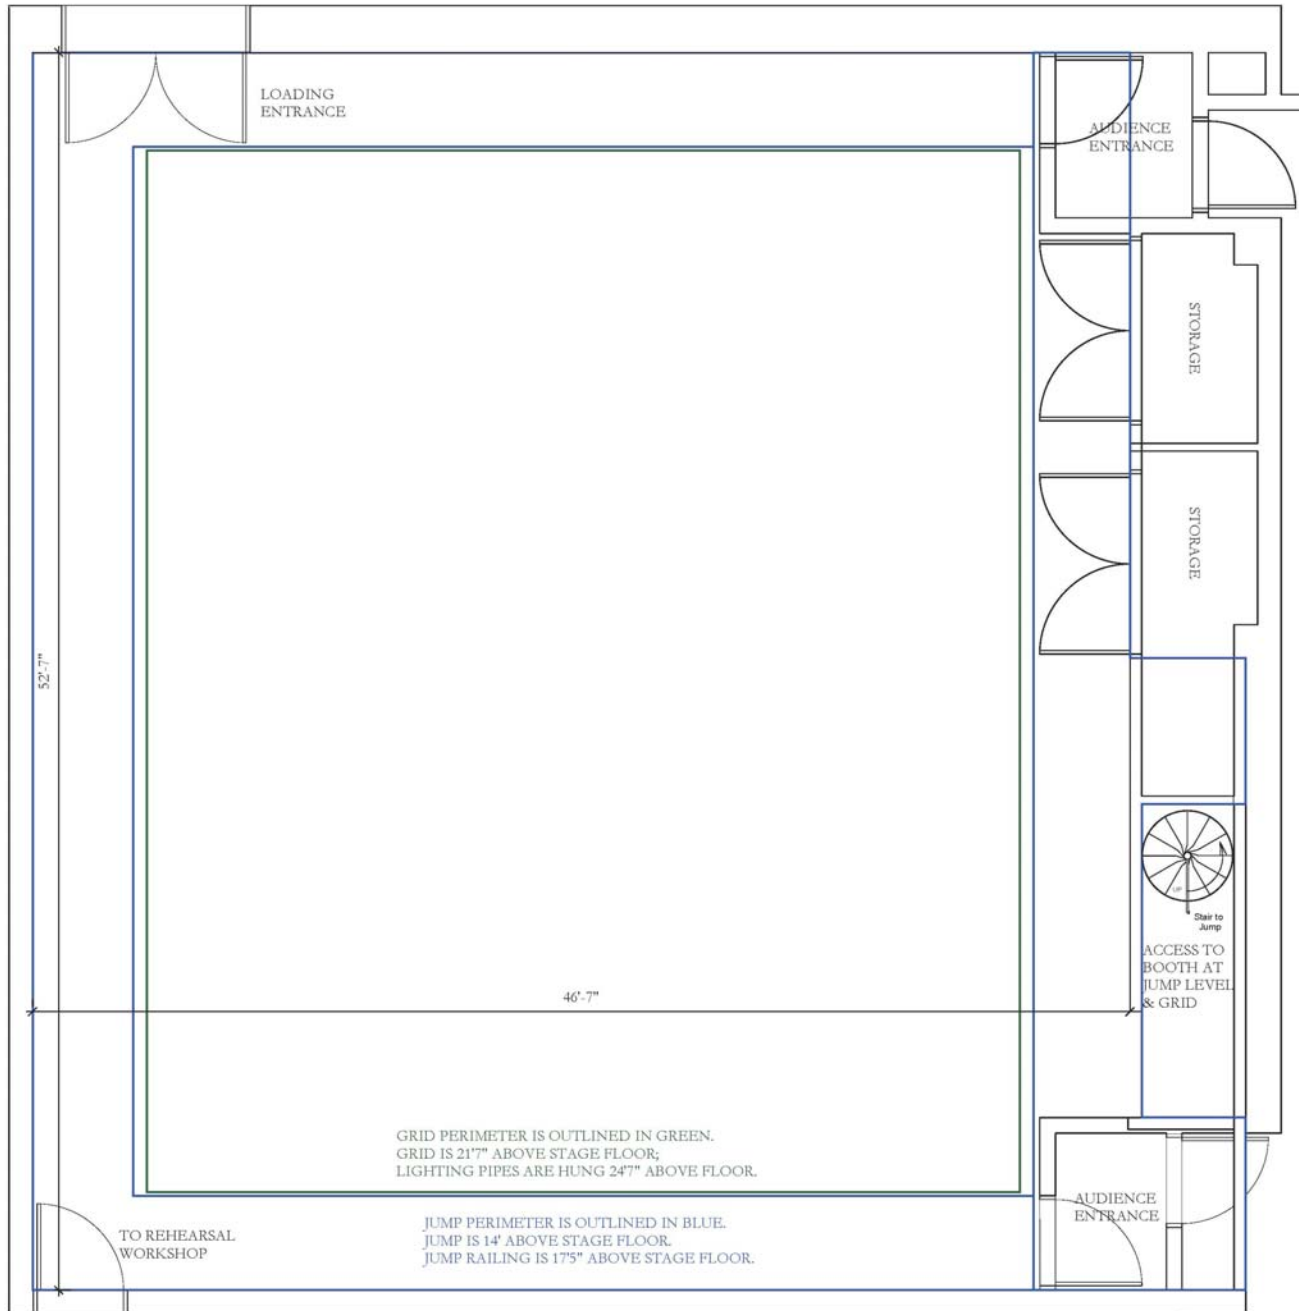 LOADING
ENTRANCE
AUDIENCE
ENTRANCE
STORAGE
STORAGE
52'-7"
UP
Stair to
Jump
ACCESS TO
BOOTH AT
JUMP LEVEL
& GRID
46'-7"
GRID PERIMETER IS OUTLINED IN GREEN.
GRID IS 21'7" ABOVE STAGE FLOOR;
LIGHTING PIPES ARE HUNG 24'7" ABOVE FLOOR.
AUDIENCE
ENTRANCE
JUMP PERIMETER IS OUTLINED IN BLUE.
JUMP IS 14' ABOVE STAGE FLOOR.
JUMP RAILING IS 17'5" ABOVE STAGE FLOOR.
TO REHEARSAL
WORKSHOP